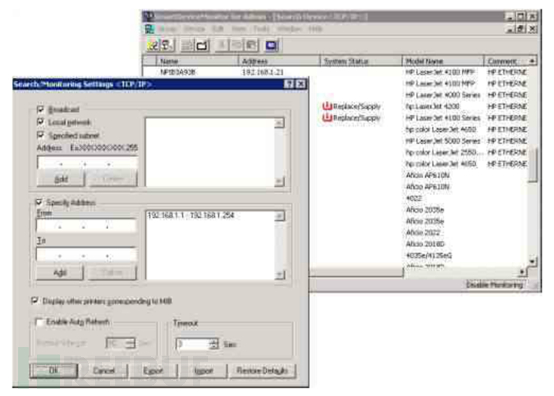 SmartDeviceMonitor for Admin - [Search Device <TCP/IP>]
Group Device Edit View Tools Window Help
Name Address System Status Model Name Comment
NPIB3A90B 192.168.1.21 HP LaserJet 4100 MFP HP ETHERNE
HP LaserJet 4100 MFP HP ETHERNE
HP LaserJet 4000 Series HP ETHERNE
Replace/Supply hp LaserJet 4200 HP ETHERNE
Replace/Supply HP LaserJet 4100 Series HP ETHERNE
hp color LaserJet 4650 HP ETHERNE
HP LaserJet 5000 Series HP ETHERNE
hp color LaserJet 2550... HP ETHERNE
hp color LaserJet 4650 HP ETHERNE
Aficio AP610N
Aficio AP610N
4022
Aficio 2035e
Aficio 2035e
Aficio 2022
Aficio 2018D
4035e/4135eG
Aficio 2018D
Disable Monitoring
Search/Monitoring Settings <TCP/IP>
Broadcast
Local network
Specified subnet
Address: Ex.)XXX.XXX.XXX.255
Add Delete
Specify Address
From
192.168.1.1 - 192.168.1.254
To
Add Delete
Display other printers corresponding to MIB
Enable Auto Refresh
Timeout
Sec
3 Sec
OK Cancel Export Import Restore Defaults
REEBUF